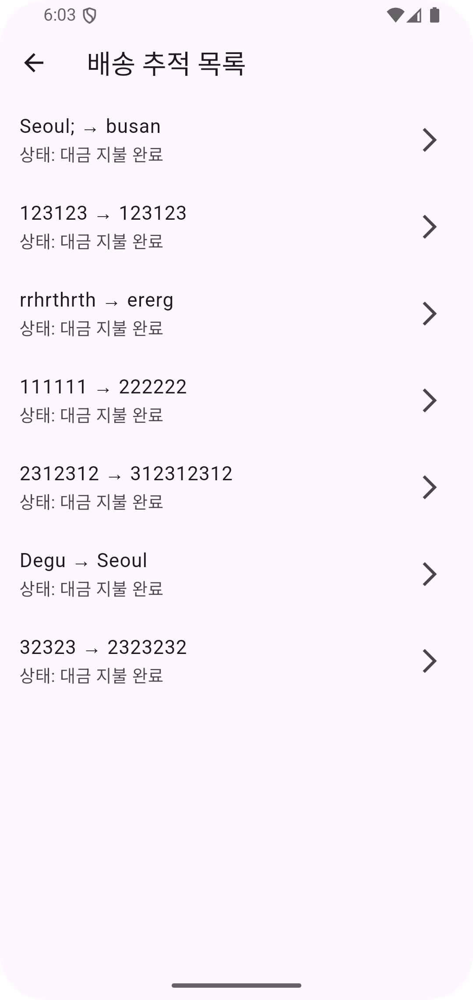 6:03
배송 추적 목록
Seoul; → busan
상태: 대금 지불 완료
123123 → 123123
상태: 대금 지불 완료
rrhrthrth → ererg
상태: 대금 지불 완료
111111 → 222222
상태: 대금 지불 완료
2312312 → 312312312
상태: 대금 지불 완료
Degu → Seoul
상태: 대금 지불 완료
32323 → 2323232
상태: 대금 지불 완료